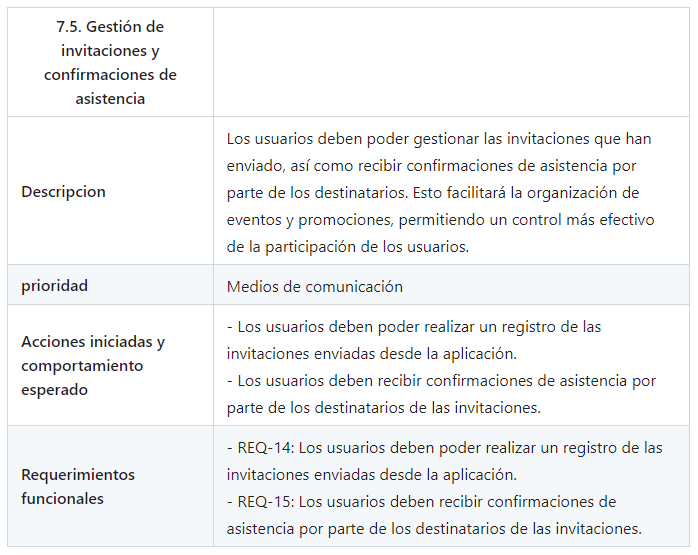 7.5. Gestión de
invitaciones y
confirmaciones de
asistencia
Descripcion
Los usuarios deben poder gestionar las invitaciones que han
enviado, así como recibir confirmaciones de asistencia por
parte de los destinatarios. Esto facilitará la organización de
eventos y promociones, permitiendo un control más efectivo
de la participación de los usuarios.
prioridad
Medios de comunicación
Acciones iniciadas y
comportamiento
esperado
- Los usuarios deben poder realizar un registro de las
invitaciones enviadas desde la aplicación.
- Los usuarios deben recibir confirmaciones de asistencia por
parte de los destinatarios de las invitaciones.
Requerimientos
funcionales
- REQ-14: Los usuarios deben poder realizar un registro de las
invitaciones enviadas desde la aplicación.
- REQ-15: Los usuarios deben recibir confirmaciones de
asistencia por parte de los destinatarios de las invitaciones.